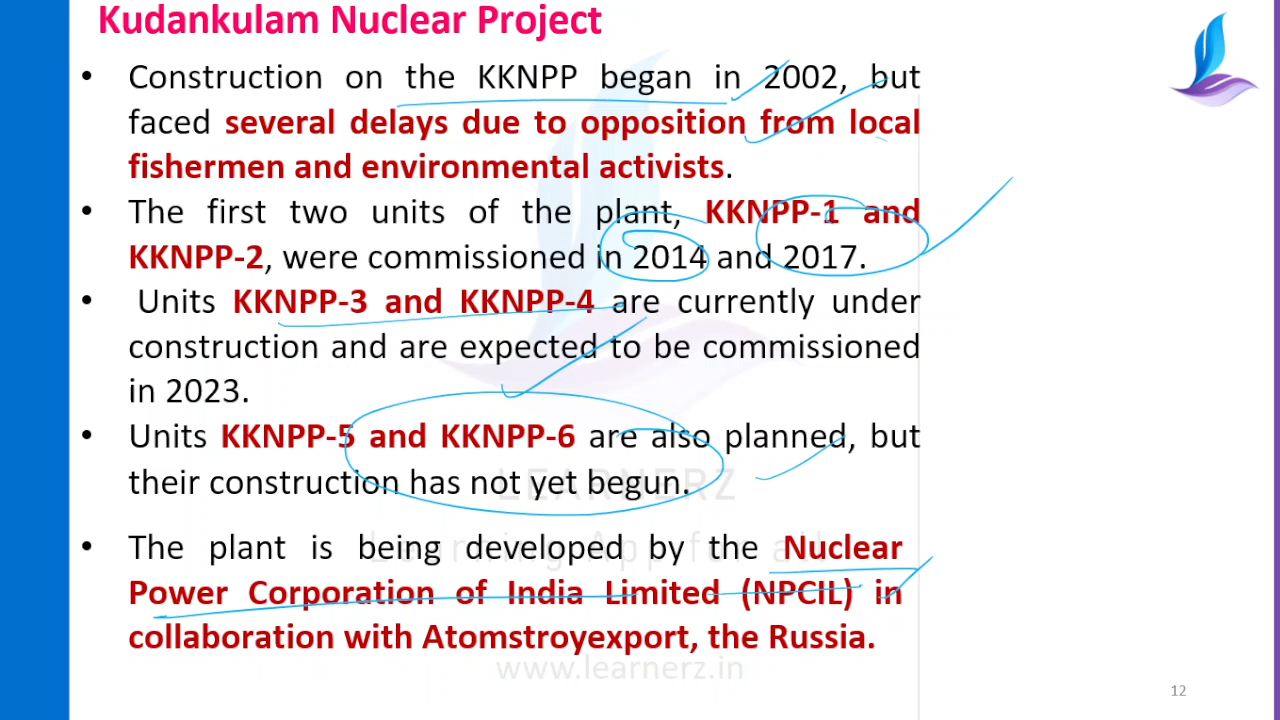 Kudankulam Nuclear Project
• Construction on the KKNPP began in 2002, but
faced several delays due to opposition from local
fishermen and environmental activists.
• The first two units of the plant, KKNPP-1 and
KKNPP-2, were commissioned in 2014 and 2017.
• Units KKNPP-3 and KKNPP-4 are currently under
construction and are expected to be commissioned
in 2023.
• Units KKNPP-5 and KKNPP-6 are also planned, but
their construction has not yet begun.
LEARNERZ
• The plant is being developed by the Nuclear
Learning App for all
Power Corporation of India Limited (NPCIL) in
collaboration with Atomstroyexport, the Russia.
www.learnerz.in
12